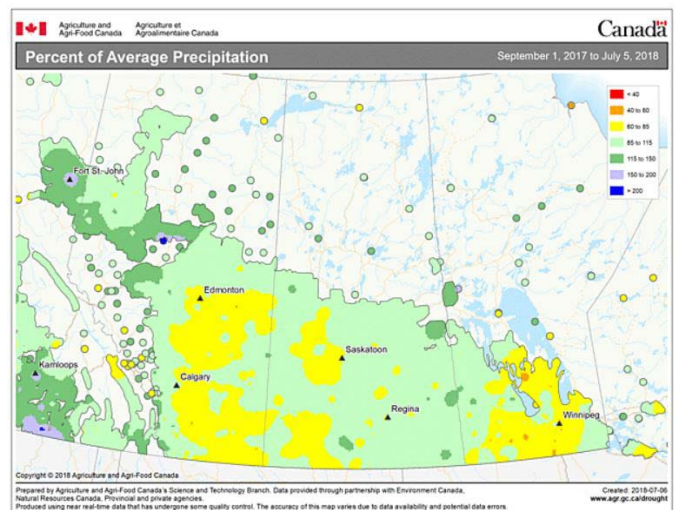 Agriculture and Agriculture et
Agri-Food Canada Agroalimentaire Canada
Canada
Percent of Average Precipitation
September 1, 2017 to July 5, 2018
< 40
40 to 60
60 to 85
85 to 115
115 to 150
150 to 200
> 200
Fort St. John
Edmonton
Saskatoon
Kamloops
Calgary
Regina
Winnipeg
Copyright © 2018 Agriculture and Agri-Food Canada
Prepared by Agriculture and Agri-Food Canada's Science and Technology Branch. Data provided through partnership with Environment Canada,
Natural Resources Canada, Provincial and private agencies.
Produced using near real-time data that has undergone some quality control. The accuracy of this map varies due to data availability and potential data errors.
Created: 2018-07-06
www.agr.gc.ca/drought